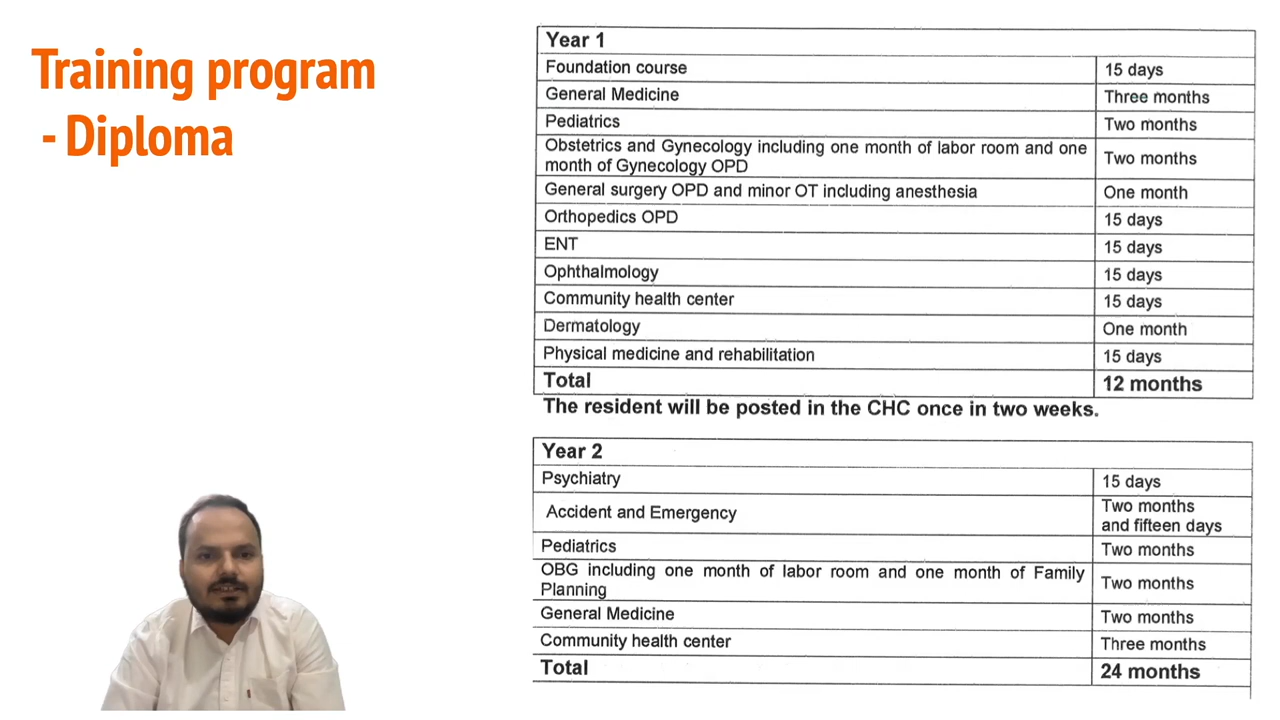 Training program
- Diploma
Year 1
Foundation course 15 days
General Medicine Three months
Pediatrics Two months
Obstetrics and Gynecology including one month of labor room and one
month of Gynecology OPD Two months
General surgery OPD and minor OT including anesthesia One month
Orthopedics OPD 15 days
ENT 15 days
Ophthalmology 15 days
Community health center 15 days
Dermatology One month
Physical medicine and rehabilitation 15 days
Total 12 months
The resident will be posted in the CHC once in two weeks.
Year 2
Psychiatry 15 days
Accident and Emergency Two months
and fifteen days
Pediatrics Two months
OBG including one month of labor room and one month of Family
Planning Two months
General Medicine Two months
Community health center Three months
Total 24 months